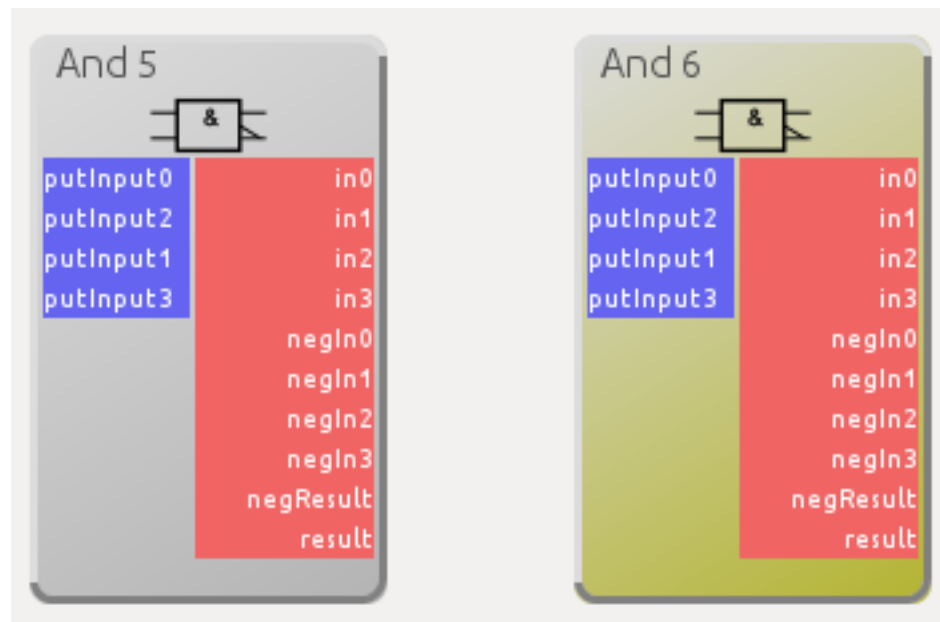 And 5
&
putInput0
putInput2
putInput1
putInput3
in0
in1
in2
in3
negIn0
negIn1
negIn2
negIn3
negResult
result
And 6
&
putInput0
putInput2
putInput1
putInput3
in0
in1
in2
in3
negIn0
negIn1
negIn2
negIn3
negResult
result